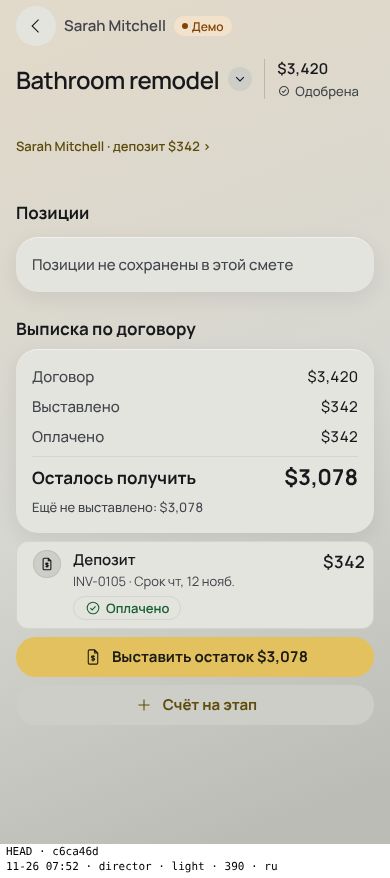 Sarah Mitchell
Демо
Bathroom remodel
$3,420
Одобрена
Sarah Mitchell · депозит $342 ›
Позиции
Позиции не сохранены в этой смете
Выписка по договору
Договор $3,420
Выставлено $342
Оплачено $342
Осталось получить $3,078
Ещё не выставлено: $3,078
Депозит $342
INV-0105 · Срок чт, 12 нояб.
Оплачено
Выставить остаток $3,078
Счёт на этап
HEAD · c6ca46d
11-26 07:52 · director · light · 390 · ru